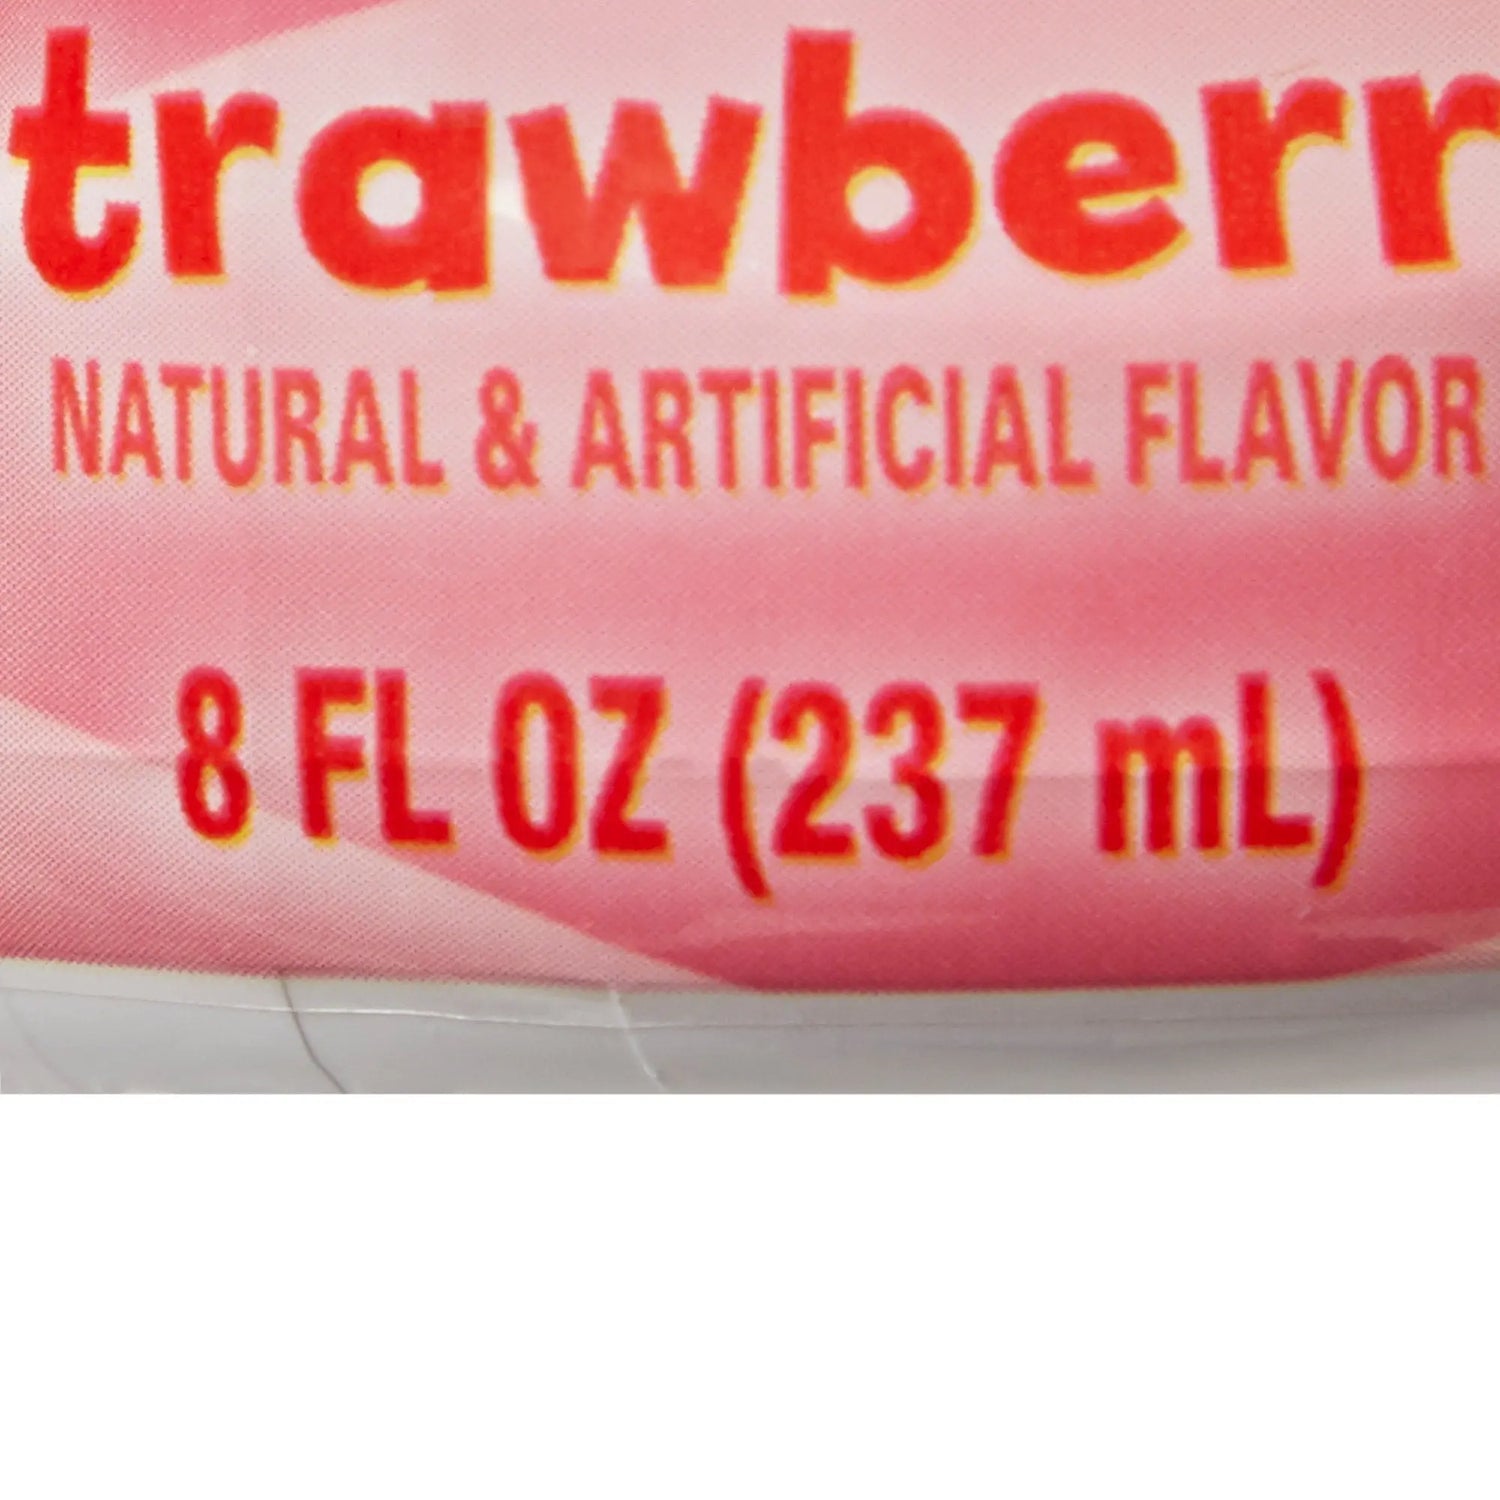 trawberr
NATURAL & ARTIFICIAL FLAVOR
8 FL OZ (237 mL)